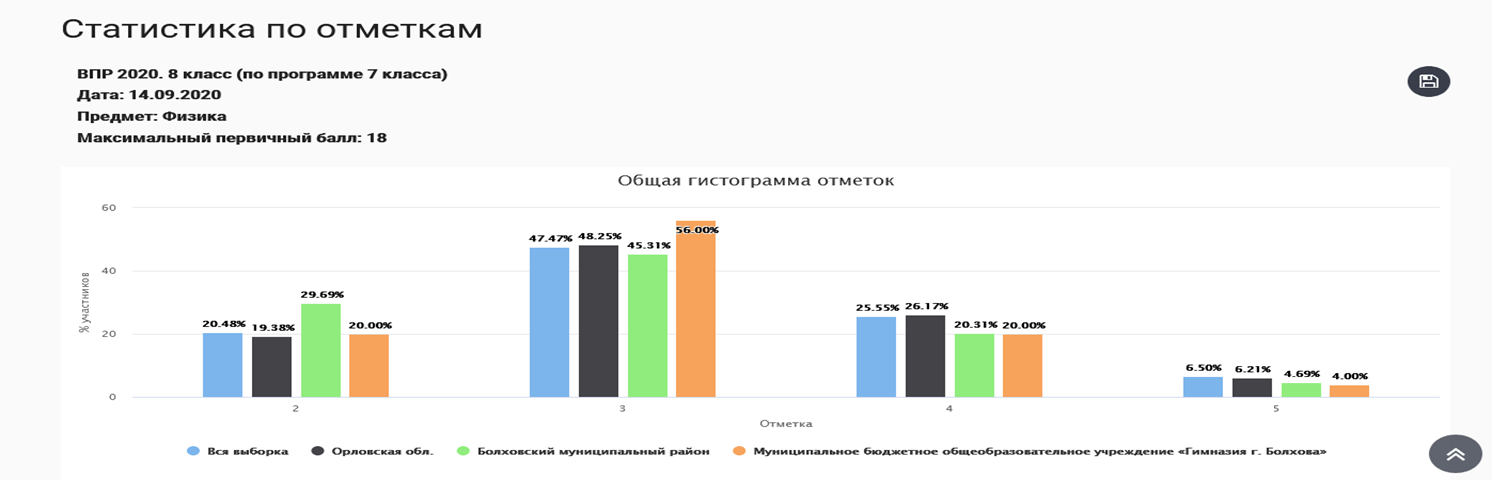 Статистика по отметкам
ВПР 2020. 8 класс (по программе 7 класса)
Дата: 14.09.2020
Предмет: Физика
Максимальный первичный балл: 18
Общая гистограмма отметок
60
40
20
0
% участников
20.48% 19.38% 29.69% 20.00%
47.47% 48.25% 45.31% 56.00%
25.55% 26.17% 20.31% 20.00%
6.50% 6.21% 4.69% 4.00%
2 3 4 5
Отметка
Вся выборка Орловская обл. Болховский муниципальный район Муниципальное бюджетное общеобразовательное учреждение «Гимназия г. Болхова»